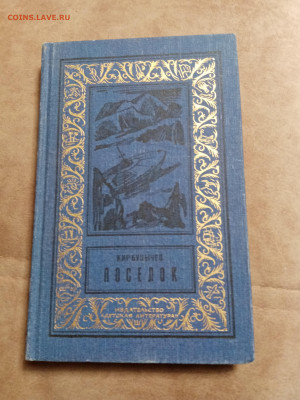 COINS.LAVE.RU
КИР БУЛЫЧЕВ
ПОСЕЛОК
ИЗДАТЕЛЬСТВО
«ДЕТСКАЯ ЛИТЕРАТУРА»